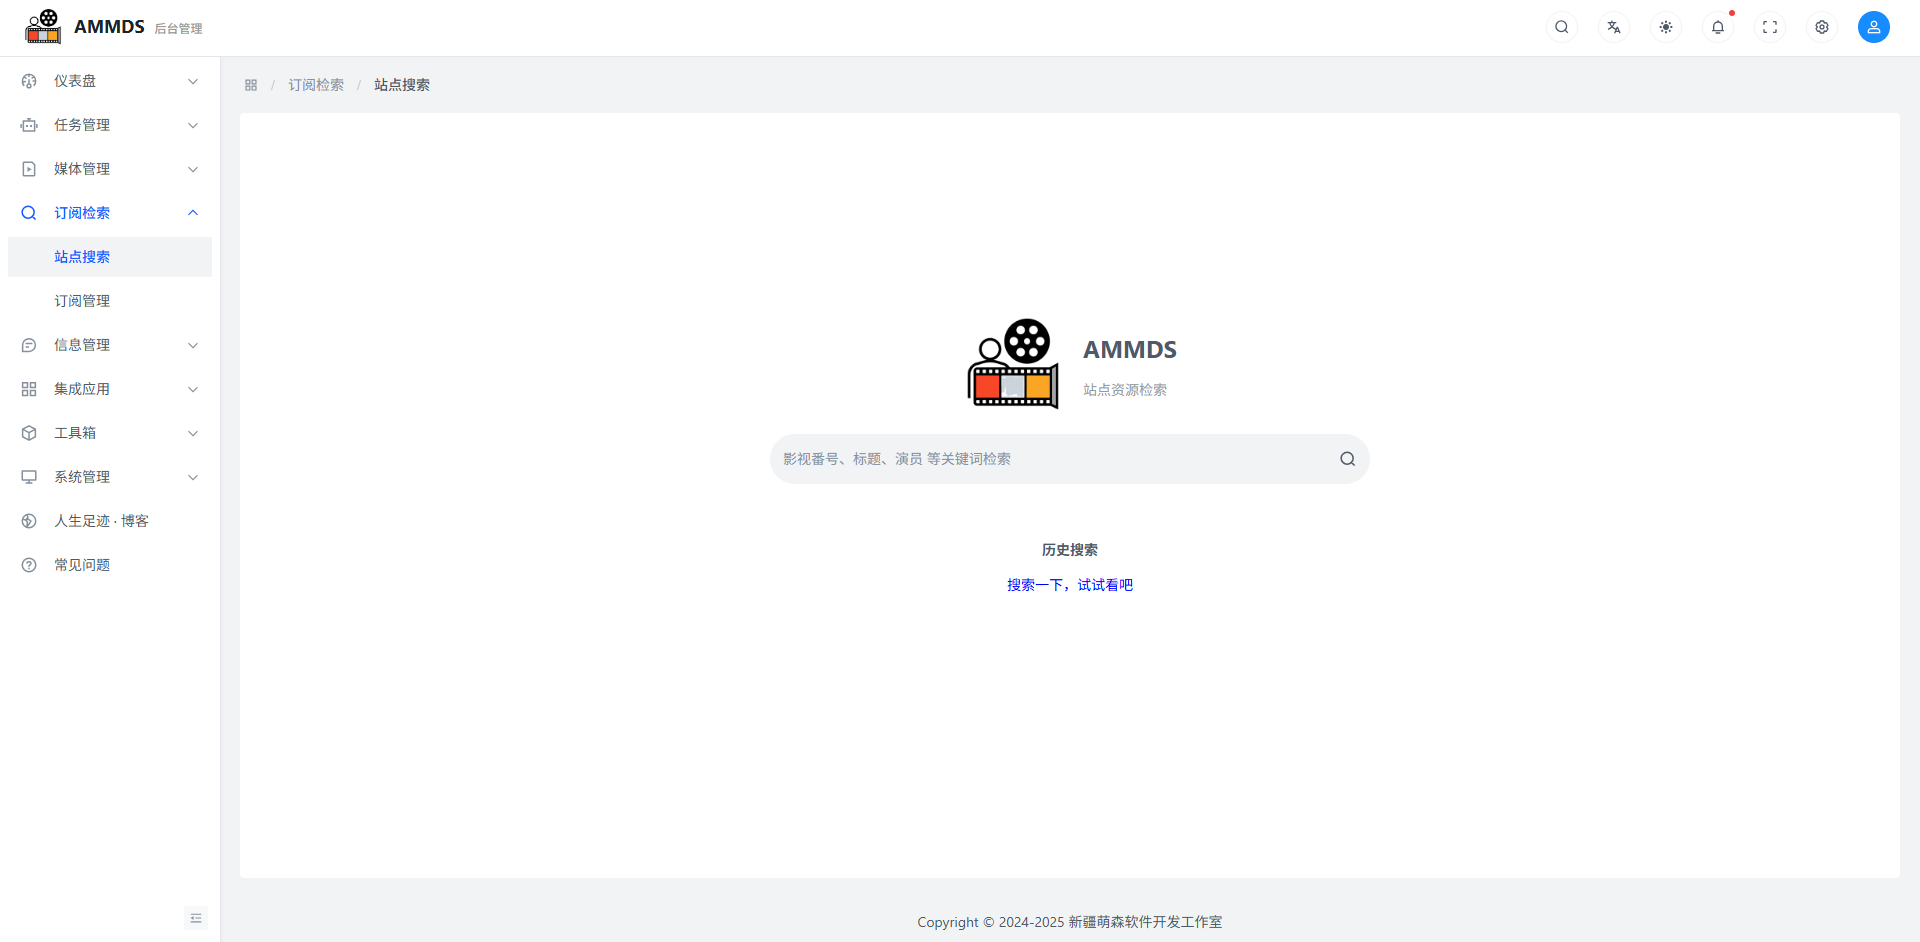 AMMDS 后台管理
仪表盘
任务管理
媒体管理
订阅检索
站点搜索
订阅管理
信息管理
集成应用
工具箱
系统管理
人生足迹 · 博客
常见问题
/ 订阅检索 / 站点搜索
AMMDS
站点资源检索
影视番号、标题、演员 等关键词检索
历史搜索
搜索一下，试试看吧
Copyright © 2024-2025 新疆萌森软件开发工作室